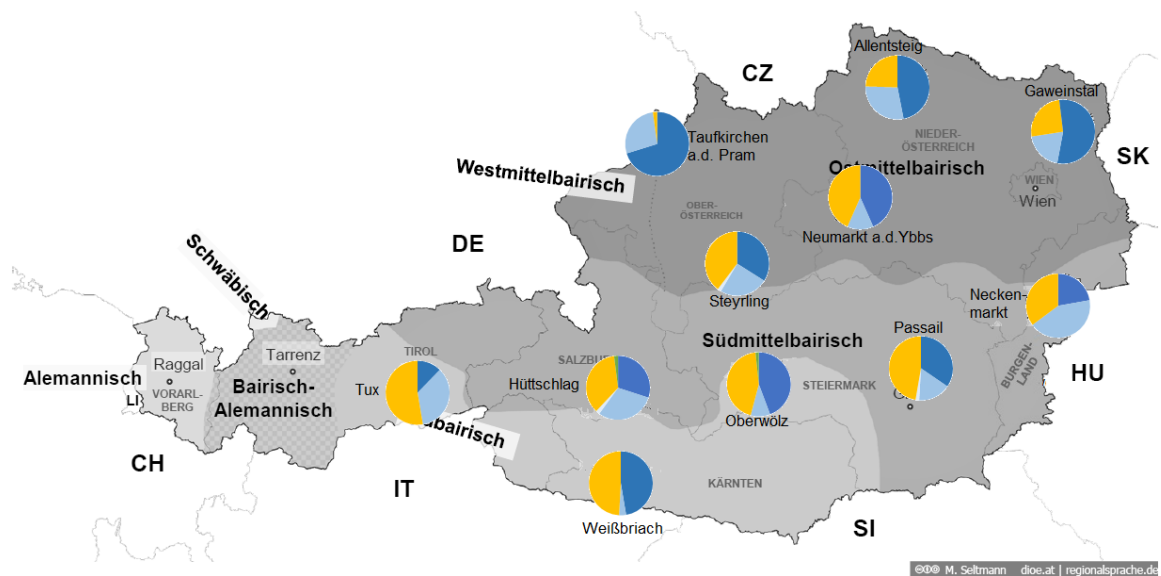 Allentsteig
CZ
Gaweinstal
NIEDER-
ÖSTERREICH
Taufkirchen
a.d. Pram
SK
Westmittelbairisch
Ostmittelbairisch
WIEN
Wien
OBER-
ÖSTERREICH
Neumarkt a.d.Ybbs
DE
Schwäbisch
Steyrling
Necken-
markt
Passail
Südmittelbairisch
TIROL
Tarrenz
Raggal
Alemannisch
VORARL-
BERG
LI
Bairisch-
Alemannisch
Tux
Hüttschlag
STEIERMARK
BURGEN-
LAND
HU
Oberwölz
CH
IT
KÄRNTEN
Weißbriach
SI
M. Seltmann dioe.at | regionalsprache.de